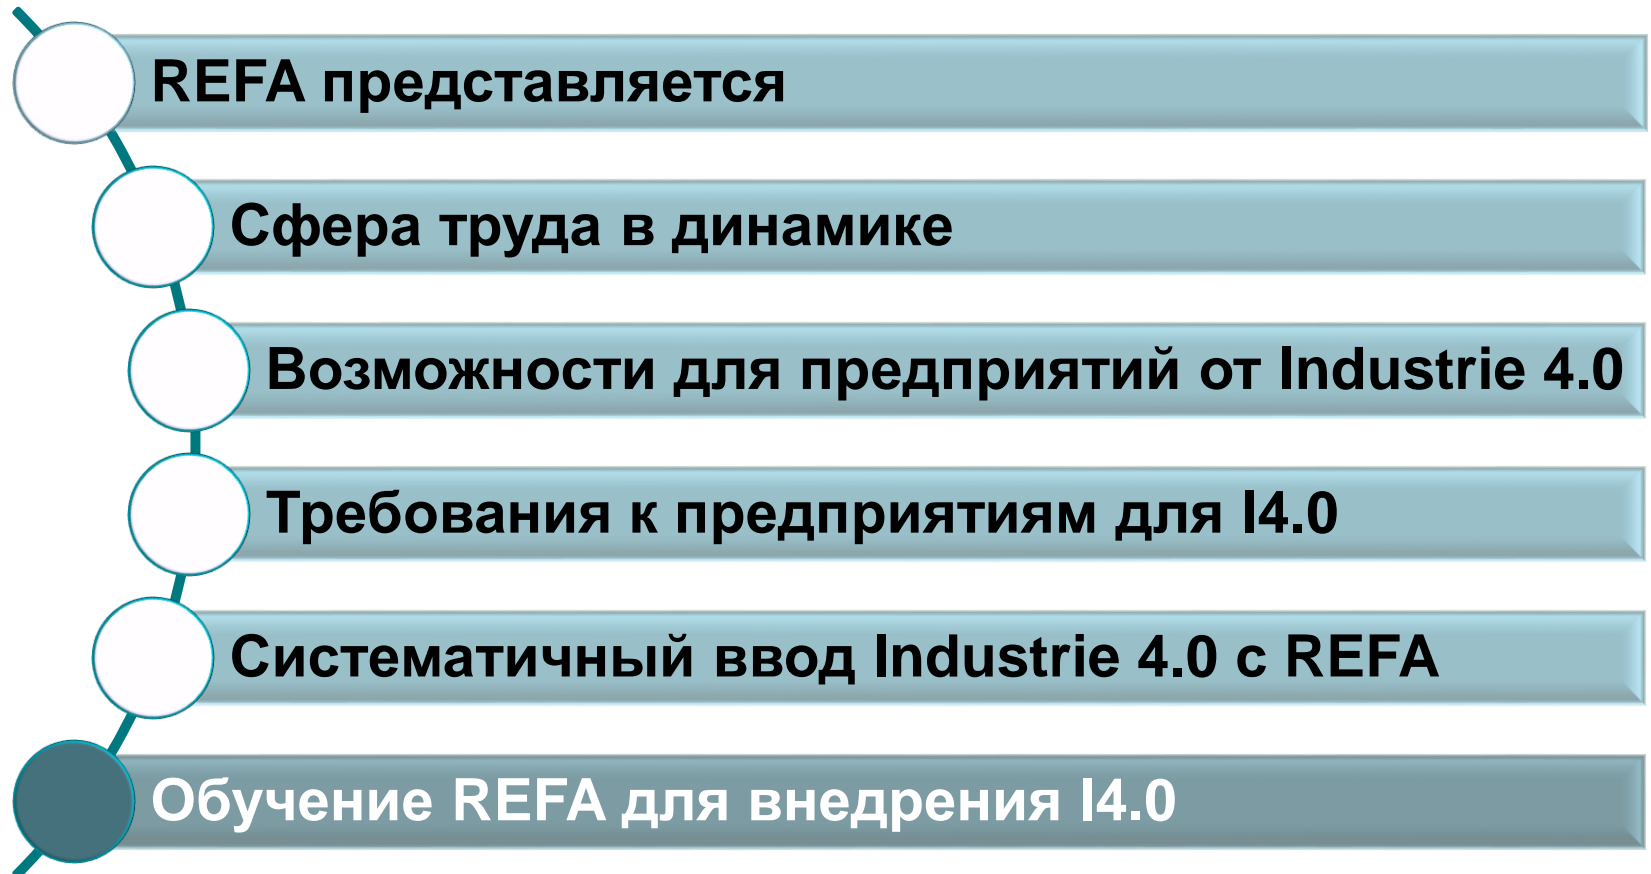 REFA представляется
Сфера труда в динамике
Возможности для предприятий от Industrie 4.0
Требования к предприятиям для I4.0
Систематичный ввод Industrie 4.0 с REFA
Обучение REFA для внедрения I4.0